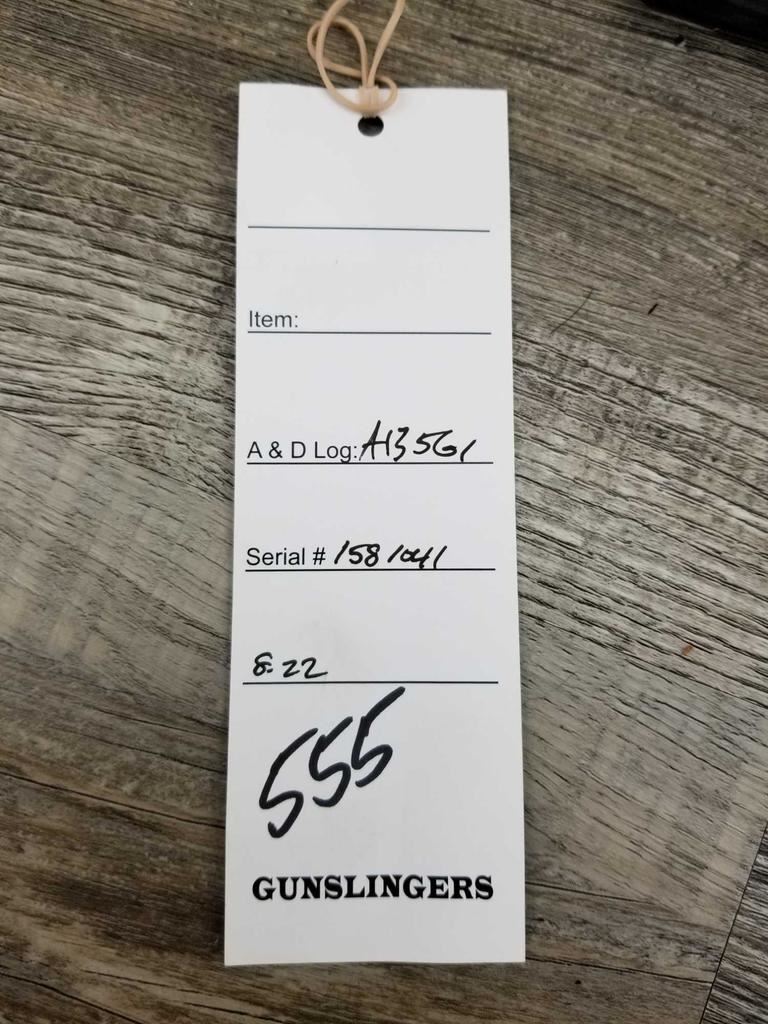 Item:
A & D Log: A13561
Serial # 1581041
8-22
555
GUNSLINGERS